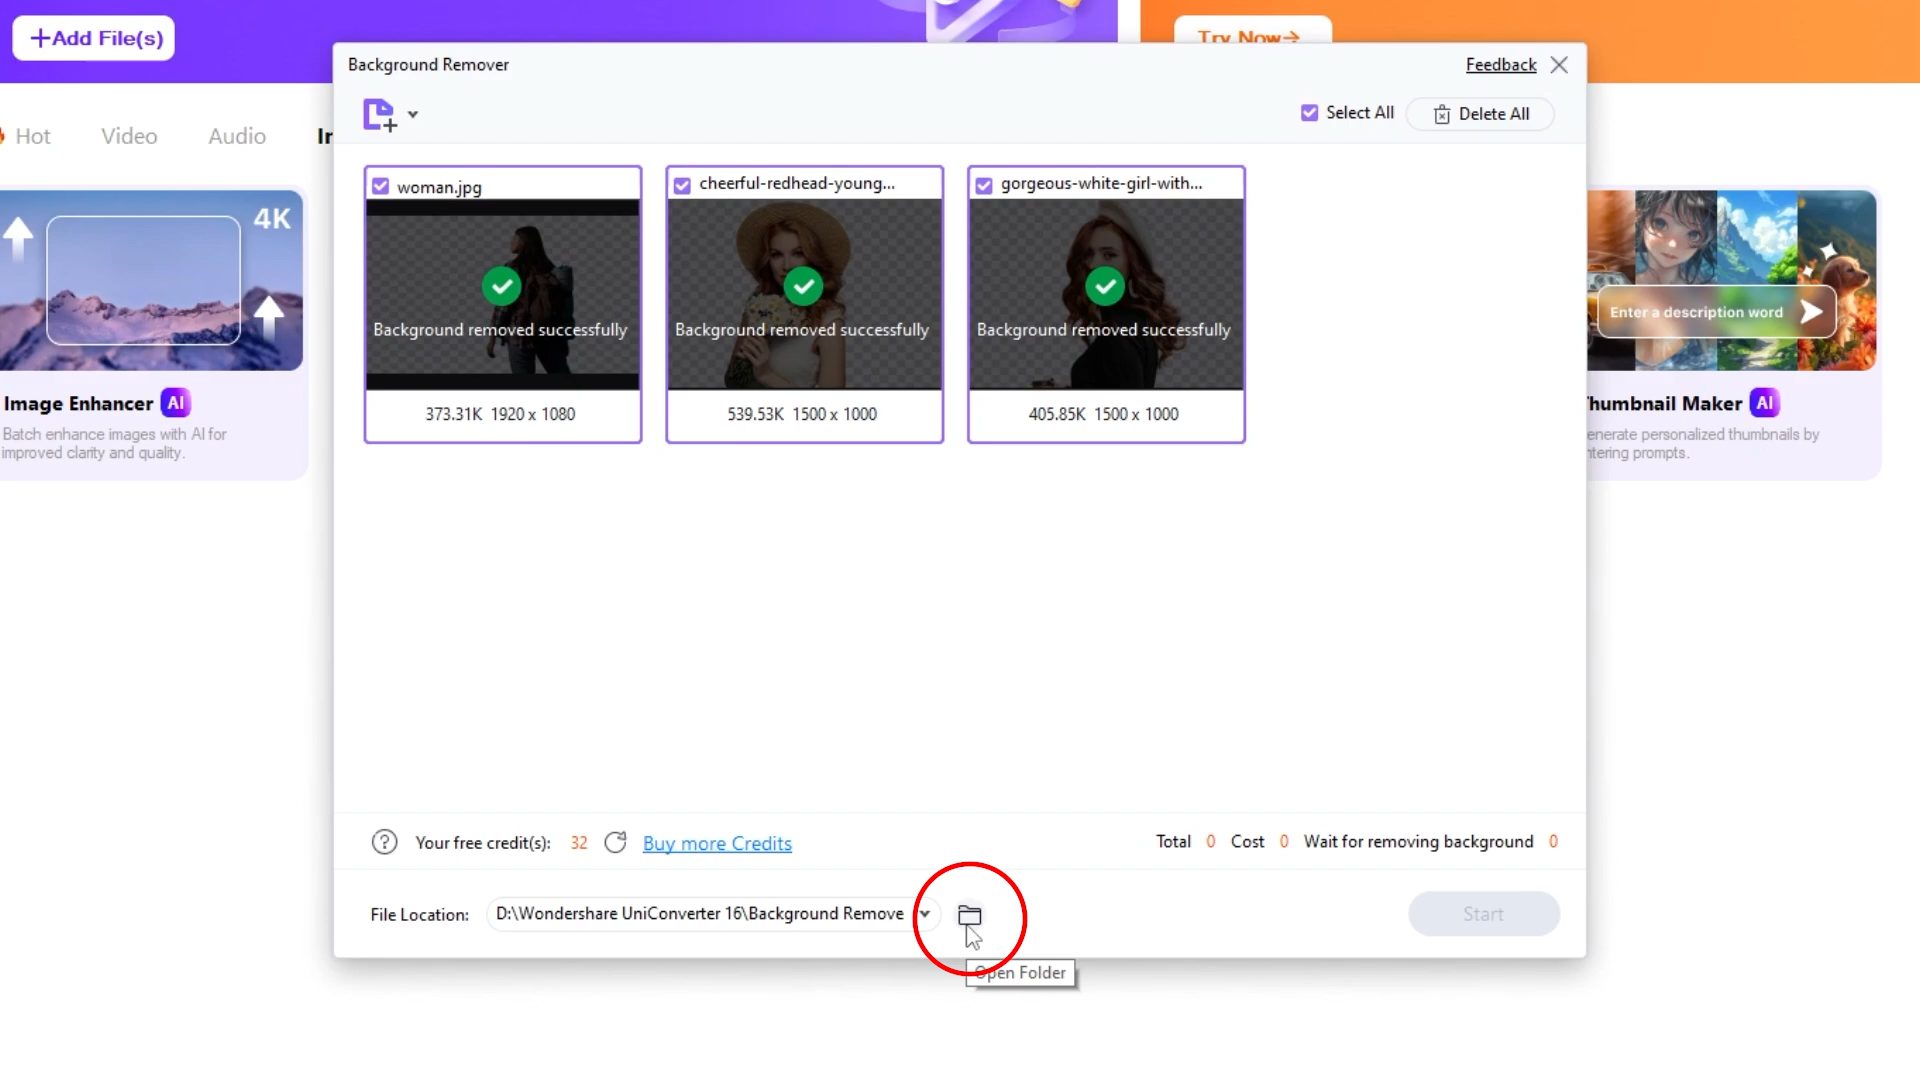 +Add File(s)
Try Now→
Background Remover
Feedback
Select All
Delete All
Hot
Video
Audio
4K
woman.jpg
cheerful-redhead-young...
gorgeous-white-girl-with...
Background removed successfully
Background removed successfully
Background removed successfully
373.31K 1920 x 1080
539.53K 1500 x 1000
405.85K 1500 x 1000
Image Enhancer AI
Batch enhance images with AI for
improved clarity and quality.
Enter a description word
humbnail Maker AI
enerate personalized thumbnails by
ntering prompts.
? Your free credit(s): 32
Buy more Credits
Total 0 Cost 0 Wait for removing background 0
File Location:
D:\Wondershare UniConverter 16\Background Remove
Start
Open Folder